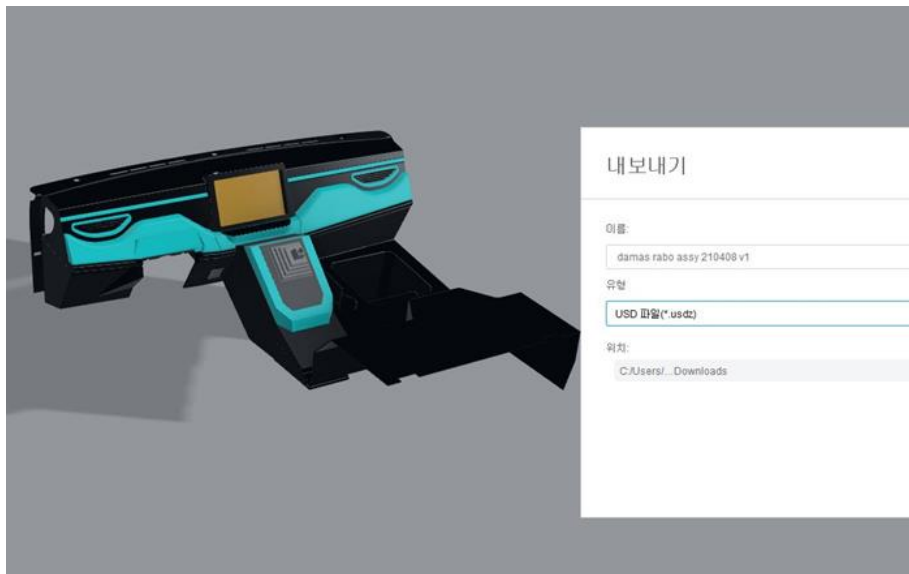 내보내기
이름:
damas rabo assy 210408 v1
유형
USD 파일(*.usdz)
위치:
C:/Users/...Downloads